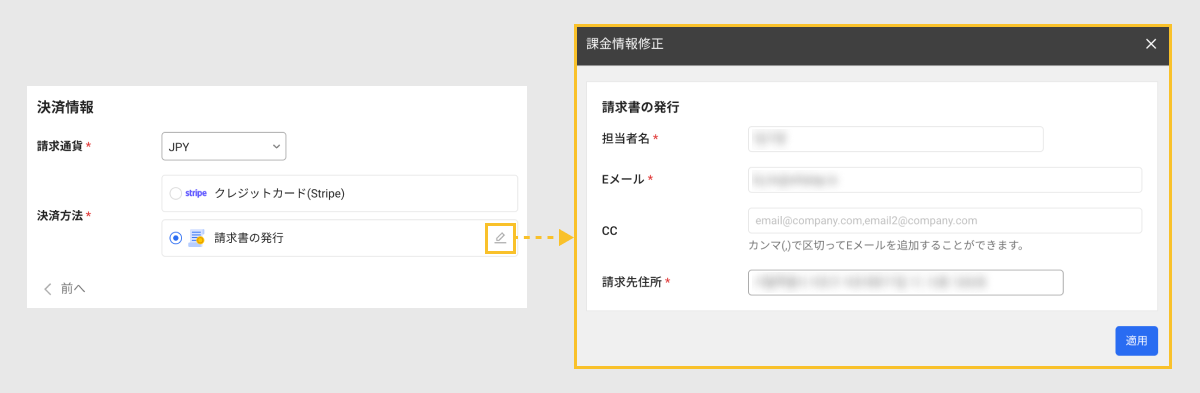 決済情報
請求通貨 *
JPY
決済方法 *
stripe クレジットカード(Stripe)
請求書の発行
前へ
課金情報修正
請求書の発行
担当者名 *
Eメール *
CC
email@company.com,email2@company.com
カンマ(,)で区切ってEメールを追加することができます。
請求先住所 *
適用